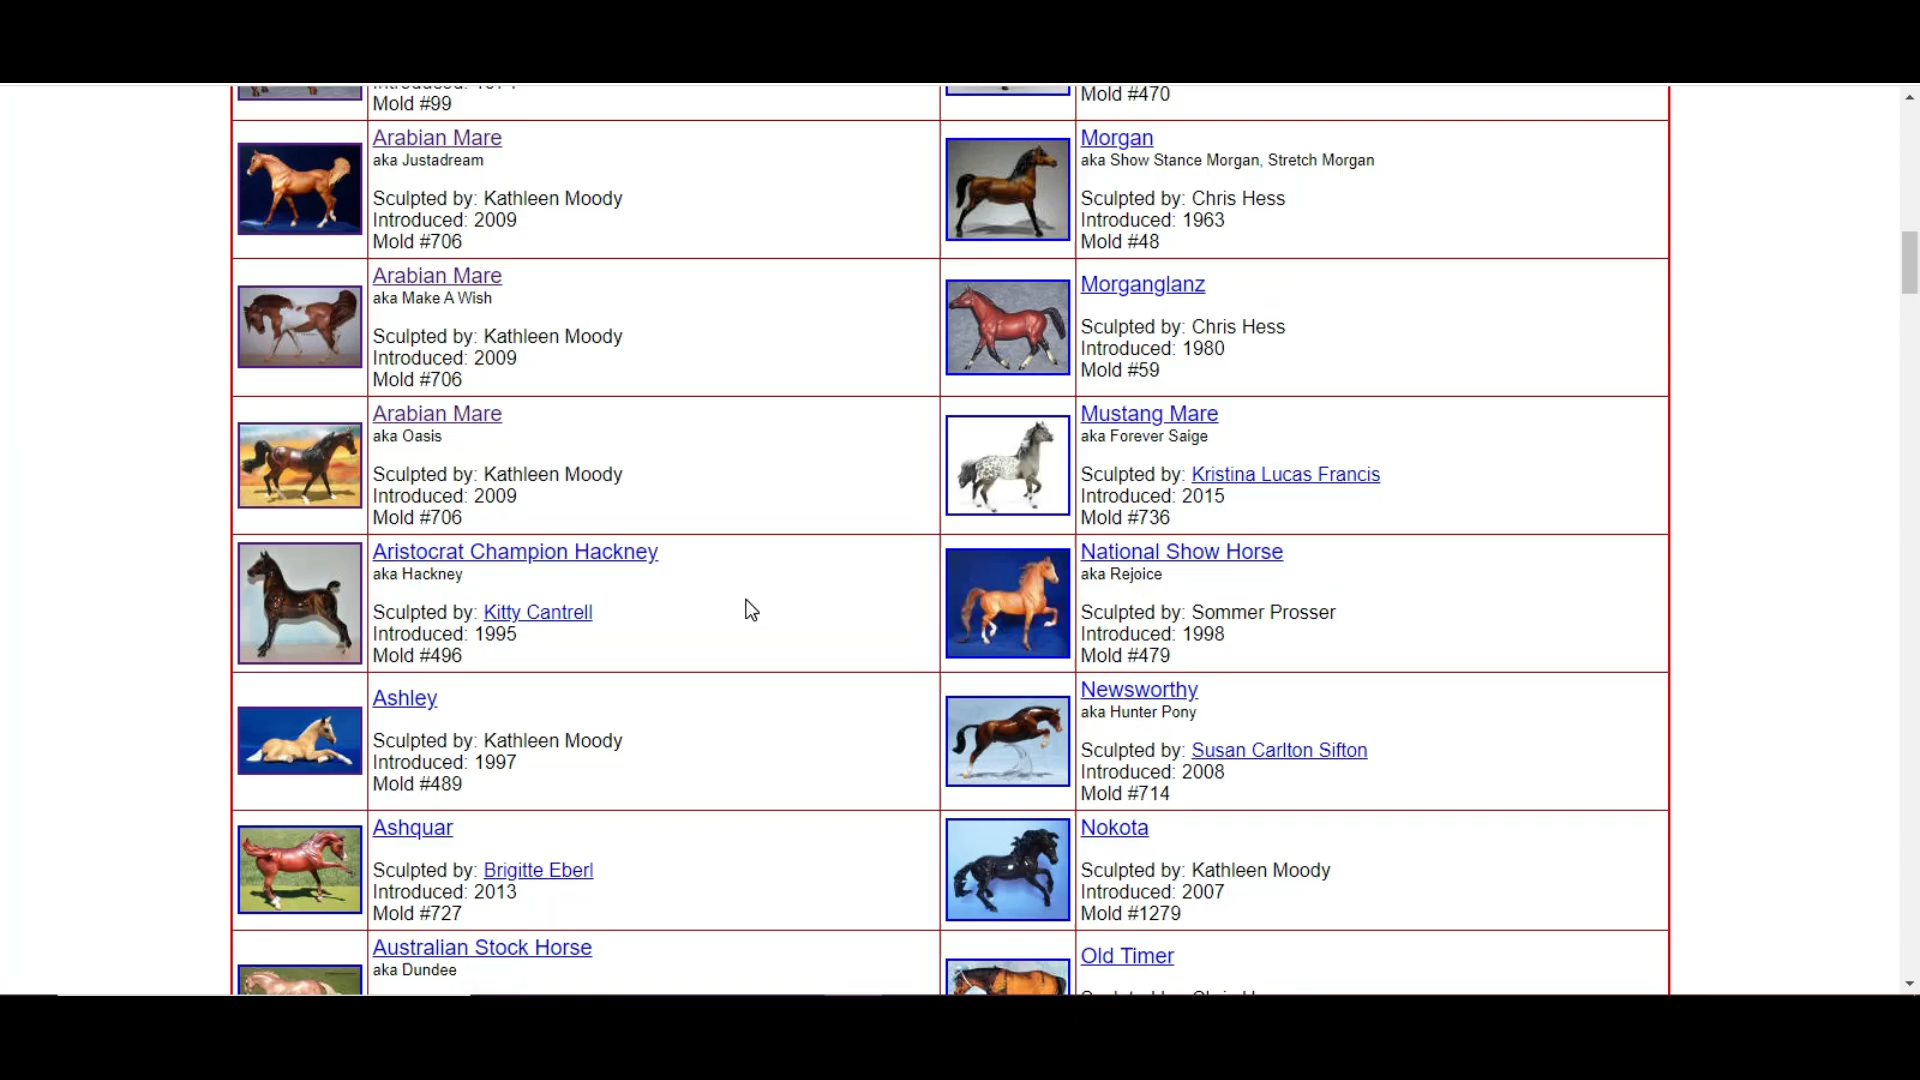 Mold #99
Arabian Mare
aka Justadream
Sculpted by: Kathleen Moody
Introduced: 2009
Mold #706
Arabian Mare
aka Make A Wish
Sculpted by: Kathleen Moody
Introduced: 2009
Mold #706
Arabian Mare
aka Oasis
Sculpted by: Kathleen Moody
Introduced: 2009
Mold #706
Aristocrat Champion Hackney
aka Hackney
Sculpted by: Kitty Cantrell
Introduced: 1995
Mold #496
Ashley
Sculpted by: Kathleen Moody
Introduced: 1997
Mold #489
Ashquar
Sculpted by: Brigitte Eberl
Introduced: 2013
Mold #727
Australian Stock Horse
aka Dundee
Mold #470
Morgan
aka Show Stance Morgan, Stretch Morgan
Sculpted by: Chris Hess
Introduced: 1963
Mold #48
Morganglanz
Sculpted by: Chris Hess
Introduced: 1980
Mold #59
Mustang Mare
aka Forever Saige
Sculpted by: Kristina Lucas Francis
Introduced: 2015
Mold #736
National Show Horse
aka Rejoice
Sculpted by: Sommer Prosser
Introduced: 1998
Mold #479
Newsworthy
aka Hunter Pony
Sculpted by: Susan Carlton Sifton
Introduced: 2008
Mold #714
Nokota
Sculpted by: Kathleen Moody
Introduced: 2007
Mold #1279
Old Timer